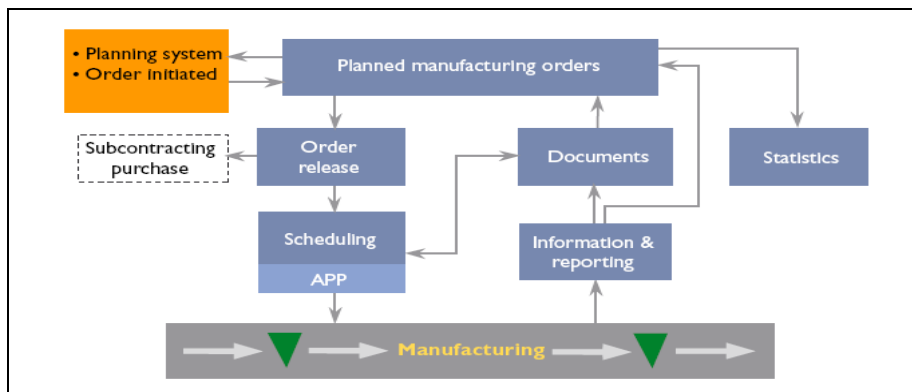 • Planning system
• Order initiated
Planned manufacturing orders
Subcontracting
purchase
Order
release
Documents
Statistics
Scheduling
APP
Information &
reporting
Manufacturing